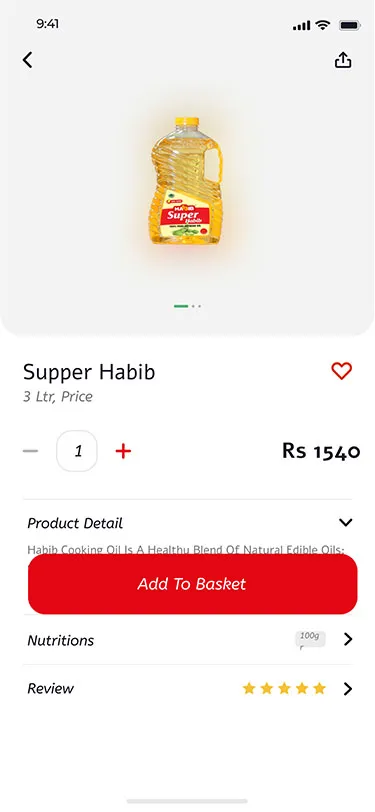 9:41
HABIB
Super
Habib
Supper Habib
3 Ltr, Price
1
Rs 1540
Product Detail
Habib Cooking Oil Is A Healthy Blend Of Natural Edible Oils:
Add To Basket
Nutritions
100g
r
Review